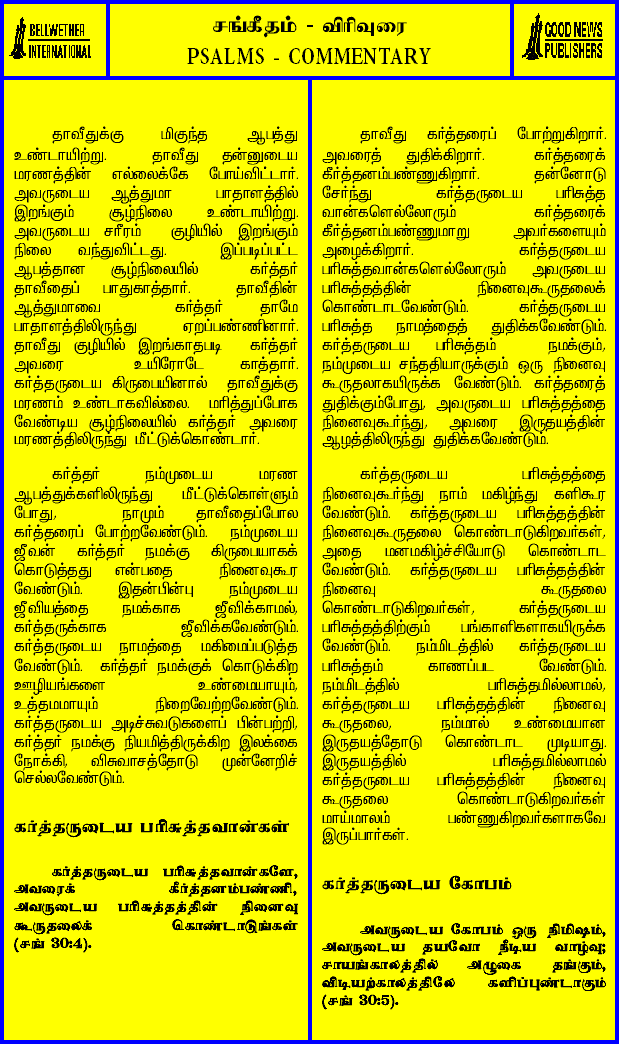 BELLWETHER
INTERNATIONAL
சங்கீதம் - விரிவுரை
PSALMS - COMMENTARY
GOOD NEWS
PUBLISHERS
தாவீதுக்கு மிகுந்த ஆபத்து
உண்டாயிற்று. தாவீது தன்னுடைய
மரணத்தின் எல்லைக்கே போய்விட்டார்.
அவருடைய ஆத்துமா பாதாளத்தில்
இறங்கும் சூழ்நிலை உண்டாயிற்று.
அவருடைய சரீரம் குழியில் இறங்கும்
நிலை வந்துவிட்டது. இப்படிப்பட்ட
ஆபத்தான சூழ்நிலையில் கர்த்தர்
தாவீதைப் பாதுகாத்தார். தாவீதின்
ஆத்துமாவை கர்த்தர் தாமே
பாதாளத்திலிருந்து ஏறப்பண்ணினார்.
தாவீது குழியில் இறங்காதபடி கர்த்தர்
அவரை உயிரோடே காத்தார்.
கர்த்தருடைய கிருபையினால் தாவீதுக்கு
மரணம் உண்டாகவில்லை. மரித்துப்போக
வேண்டிய சூழ்நிலையில் கர்த்தர் அவரை
மரணத்திலிருந்து மீட்டுக்கொண்டார்.
கர்த்தர் நம்முடைய மரண
ஆபத்துக்களிலிருந்து மீட்டுக்கொள்ளும்
போது, நாமும் தாவீதைப்போல
கர்த்தரைப் போற்றவேண்டும். நம்முடைய
ஜீவன் கர்த்தர் நமக்கு கிருபையாகக்
கொடுத்தது என்பதை நினைவுகூர
வேண்டும். இதன்பின்பு நம்முடைய
ஜீவியத்தை நமக்காக ஜீவிக்காமல்,
கர்த்தருக்காக ஜீவிக்கவேண்டும்.
கர்த்தருடைய நாமத்தை மகிமைப்படுத்த
வேண்டும். கர்த்தர் நமக்குக் கொடுக்கிற
ஊழியங்களை உண்மையாயும்,
உத்தமமாயும் நிறைவேற்றவேண்டும்.
கர்த்தருடைய அடிச்சுவடுகளைப் பின்பற்றி,
கர்த்தர் நமக்கு நியமித்திருக்கிற இலக்கை
நோக்கி, விசுவாசத்தோடு முன்னேறிச்
செல்லவேண்டும்.
கர்த்தருடைய பரிசுத்தவான்கள்
கர்த்தருடைய பரிசுத்தவான்களே,
அவரைக் கீர்த்தனம்பண்ணி,
அவருடைய பரிசுத்தத்தின் நினைவு
கூருதலைக் கொண்டாடுங்கள்
(சங் 30:4).
தாவீது கர்த்தரைப் போற்றுகிறார்.
அவரைத் துதிக்கிறார். கர்த்தரைக்
கீர்த்தனம்பண்ணுகிறார். தன்னோடு
சேர்ந்து கர்த்தருடைய பரிசுத்த
வான்களெல்லோரும் கர்த்தரைக்
கீர்த்தனம்பண்ணுமாறு அவர்களையும்
அழைக்கிறார். கர்த்தருடைய
பரிசுத்தவான்களெல்லோரும் அவருடைய
பரிசுத்தத்தின் நினைவுகூருதலைக்
கொண்டாடவேண்டும். கர்த்தருடைய
பரிசுத்த நாமத்தைத் துதிக்கவேண்டும்.
கர்த்தருடைய பரிசுத்தம் நமக்கும்,
நம்முடைய சந்ததியாருக்கும் ஒரு நினைவு
கூருதலாகயிருக்க வேண்டும். கர்த்தரைத்
துதிக்கும்போது, அவருடைய பரிசுத்தத்தை
நினைவுகூர்ந்து, அவரை இருதயத்தின்
ஆழத்திலிருந்து துதிக்கவேண்டும்.
கர்த்தருடைய பரிசுத்தத்தை
நினைவுகூர்ந்து நாம் மகிழ்ந்து களிகூர
வேண்டும். கர்த்தருடைய பரிசுத்தத்தின்
நினைவுகூருதலை கொண்டாடுகிறவர்கள்,
அதை மனமகிழ்ச்சியோடு கொண்டாட
வேண்டும். கர்த்தருடைய பரிசுத்தத்தின்
நினைவு கூருதலை
கொண்டாடுகிறவர்கள், கர்த்தருடைய
பரிசுத்தத்திற்கும் பங்காளிகளாகயிருக்க
வேண்டும். நம்மிடத்தில் கர்த்தருடைய
பரிசுத்தம் காணப்பட வேண்டும்.
நம்மிடத்தில் பரிசுத்தமில்லாமல்,
கர்த்தருடைய பரிசுத்தத்தின் நினைவு
கூருதலை, நம்மால் உண்மையான
இருதயத்தோடு கொண்டாட முடியாது.
இருதயத்தில் பரிசுத்தமில்லாமல்
கர்த்தருடைய பரிசுத்தத்தின் நினைவு
கூருதலை கொண்டாடுகிறவர்கள்
மாய்மாலம் பண்ணுகிறவர்களாகவே
இருப்பார்கள்.
கர்த்தருடைய கோபம்
அவருடைய கோபம் ஒரு நிமிஷம்,
அவருடைய தயவோ நீடிய வாழ்வு;
சாயங்காலத்தில் அழுகை தங்கும்,
விடியற்காலத்திலே களிப்புண்டாகும்
(சங் 30:5).